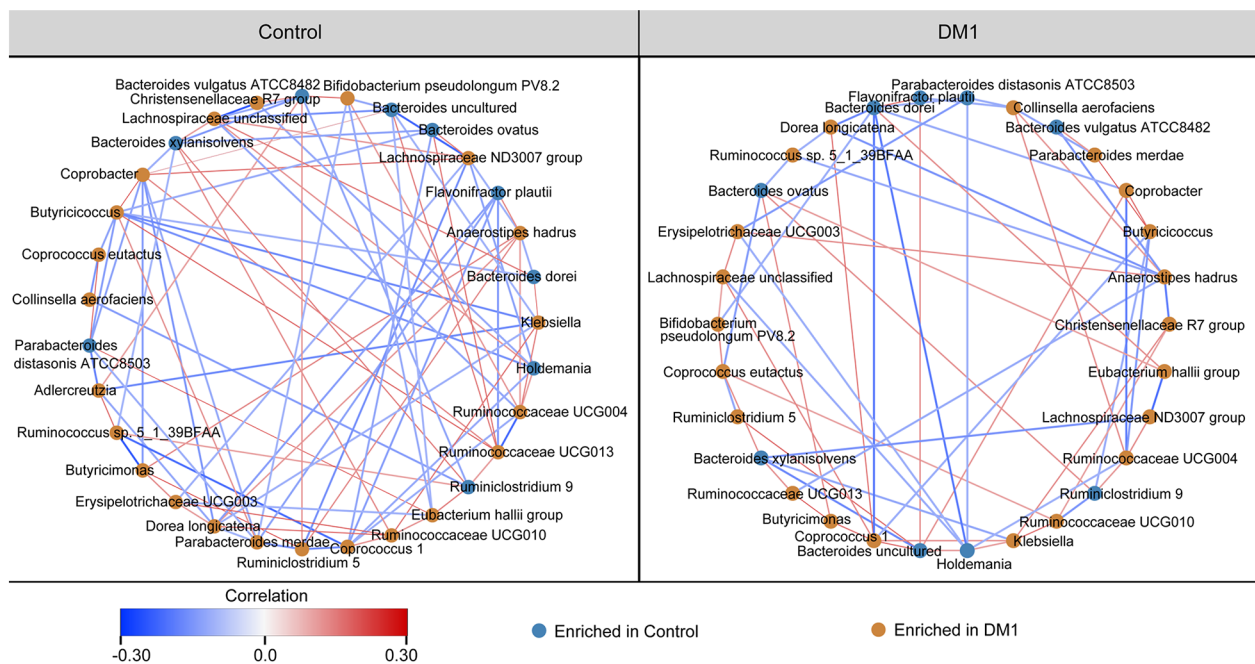 Control
DM1
Bacteroides vulgatus ATCC8482
Bifidobacterium pseudolongum PV8.2
Christensenellaceae R7 group
Bacteroides uncultured
Lachnospiraceae unclassified
Bacteroides ovatus
Bacteroides xylanisolvens
Lachnospiraceae ND3007 group
Coprobacter
Flavonifractor plautii
Butyricicoccus
Anaerostipes hadrus
Coprococcus eutactus
Bacteroides dorei
Collinsella aerofaciens
Klebsiella
Parabacteroides
distasonis ATCC8503
Holdemania
Adlercreutzia
Ruminococcaceae UCG004
Ruminococcus sp. 5_1_39BFAA
Ruminococcaceae UCG013
Butyricimonas
Ruminiclostridium 9
Erysipelotrichaceae UCG003
Eubacterium hallii group
Dorea longicatena
Ruminococcaceae UCG010
Parabacteroides merdae
Coprococcus 1
Ruminiclostridium 5
Parabacteroides distasonis ATCC8503
Flavonifractor plautii
Bacteroides dorei
Collinsella aerofaciens
Dorea longicatena
Bacteroides vulgatus ATCC8482
Ruminococcus sp. 5_1_39BFAA
Parabacteroides merdae
Bacteroides ovatus
Coprobacter
Erysipelotrichaceae UCG003
Butyricicoccus
Lachnospiraceae unclassified
Anaerostipes hadrus
Bifidobacterium
pseudolongum PV8.2
Christensenellaceae R7 group
Coprococcus eutactus
Eubacterium hallii group
Ruminiclostridium 5
Lachnospiraceae ND3007 group
Bacteroides xylanisolvens
Ruminococcaceae UCG004
Ruminococcaceae UCG013
Ruminiclostridium 9
Butyricimonas
Ruminococcaceae UCG010
Coprococcus 1
Klebsiella
Bacteroides uncultured
Holdemania
Correlation
-0.30
0.0
0.30
Enriched in Control
Enriched in DM1